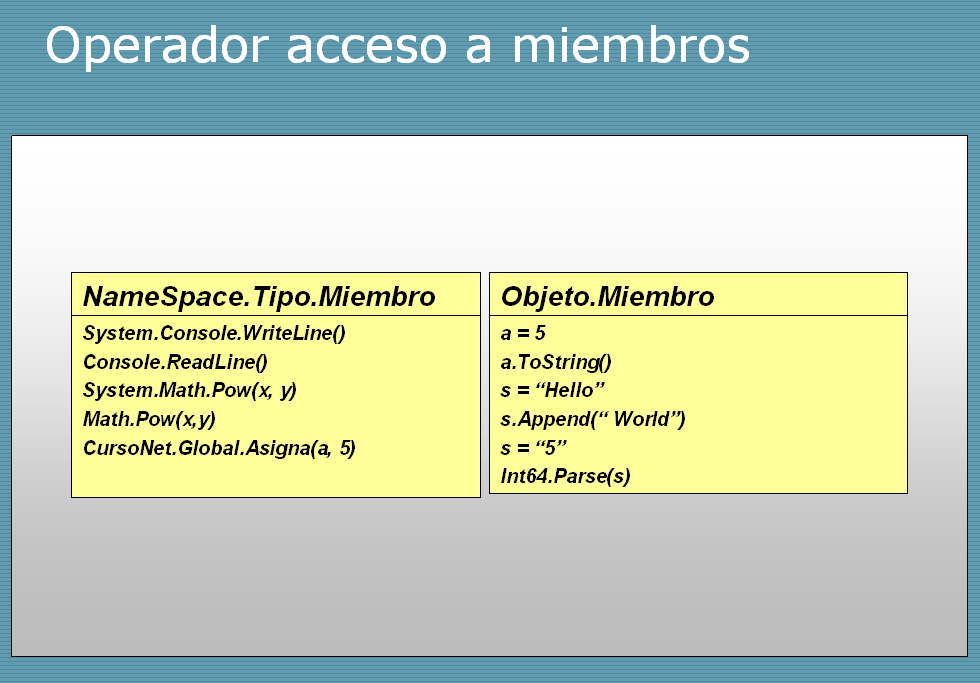 Operador acceso a miembros
NameSpace.Tipo.Miembro
System.Console.WriteLine()
Console.ReadLine()
System.Math.Pow(x, y)
Math.Pow(x,y)
CursoNet.Global.Asigna(a, 5)
Objeto.Miembro
a = 5
a.ToString()
s = “Hello”
s.Append(“ World”)
s = “5”
Int64.Parse(s)